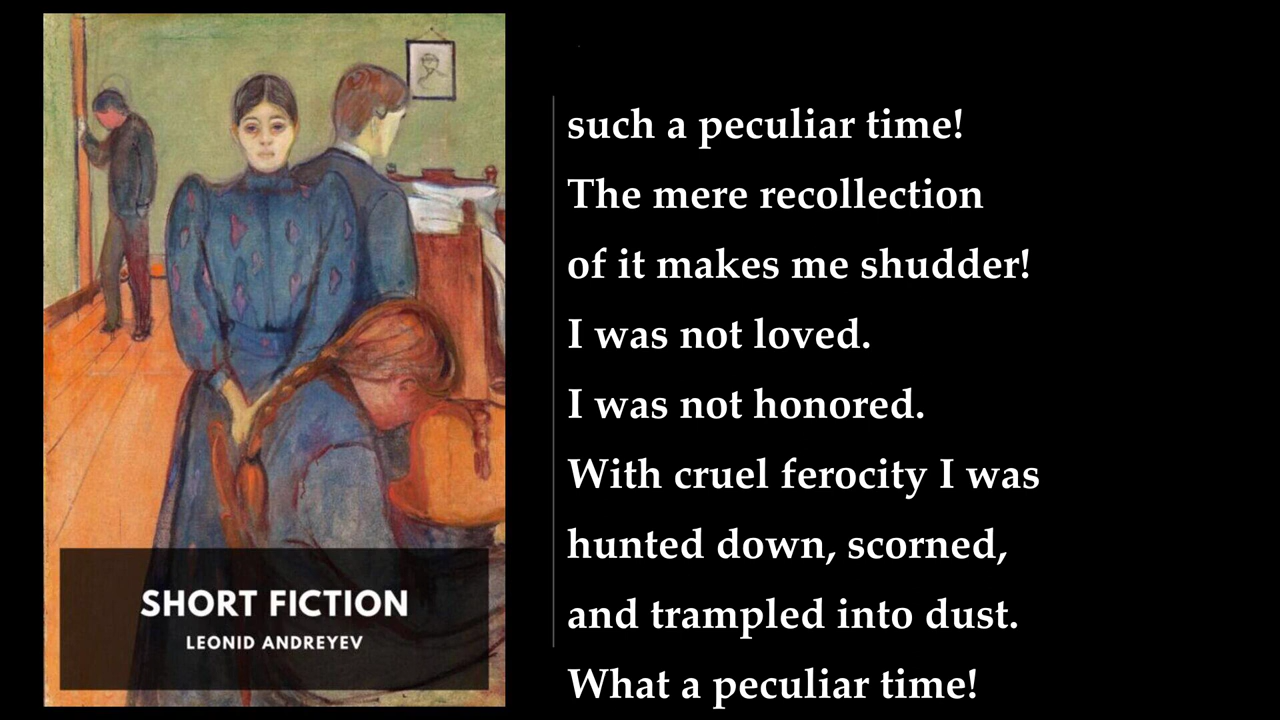 SHORT FICTION
LEONID ANDREYEV
such a peculiar time!
The mere recollection
of it makes me shudder!
I was not loved.
I was not honored.
With cruel ferocity I was
hunted down, scorned,
and trampled into dust.
What a peculiar time!